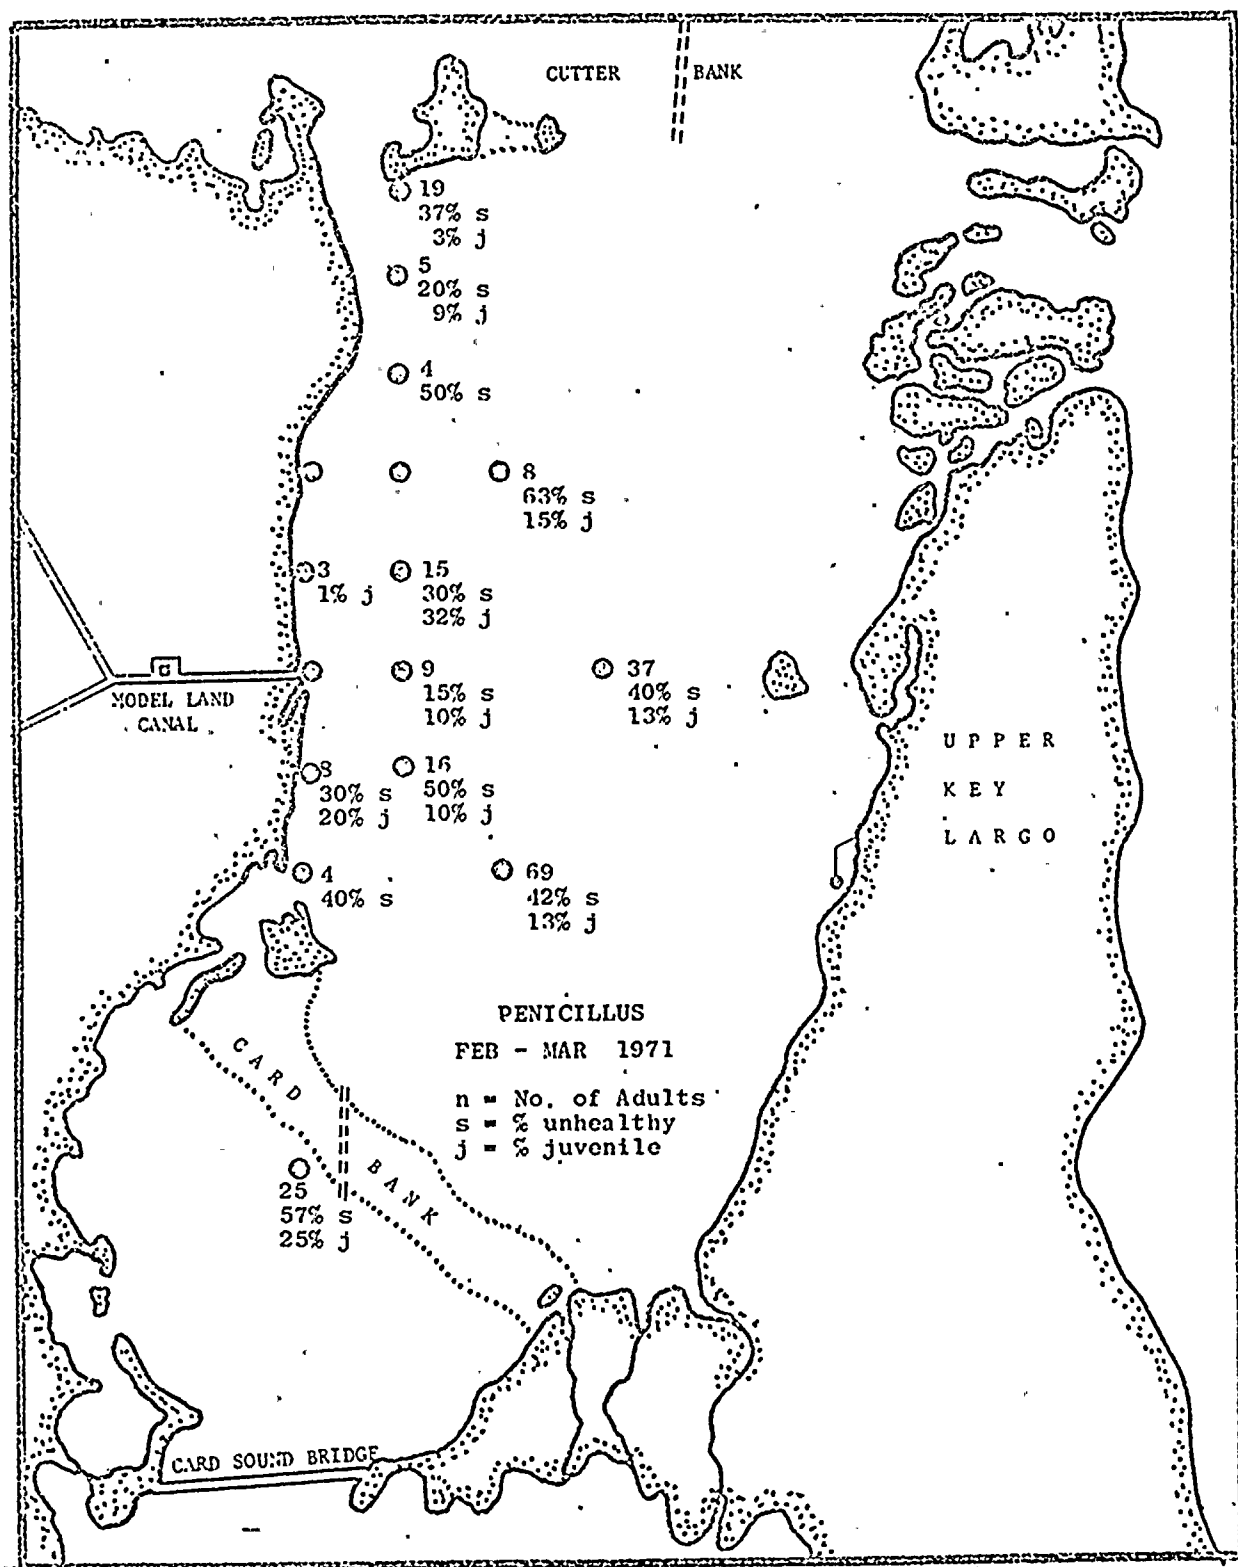 CUTTER BANK
19
37% s
3% j
5
20% s
9% j
4
50% s
8
63% s
15% j
3
1% j
15
30% s
32% j
MODEL LAND
CANAL
9
15% s
10% j
37
40% s
13% j
UPPER
KEY
LARGO
8
30% s
20% j
16
50% s
10% j
4
40% s
69
42% s
13% j
PENICILLUS
FEB - MAR 1971
n = No. of Adults
s = % unhealthy
j = % juvenile
CARD
BANK
25
57% s
25% j
CARD SOUND BRIDGE